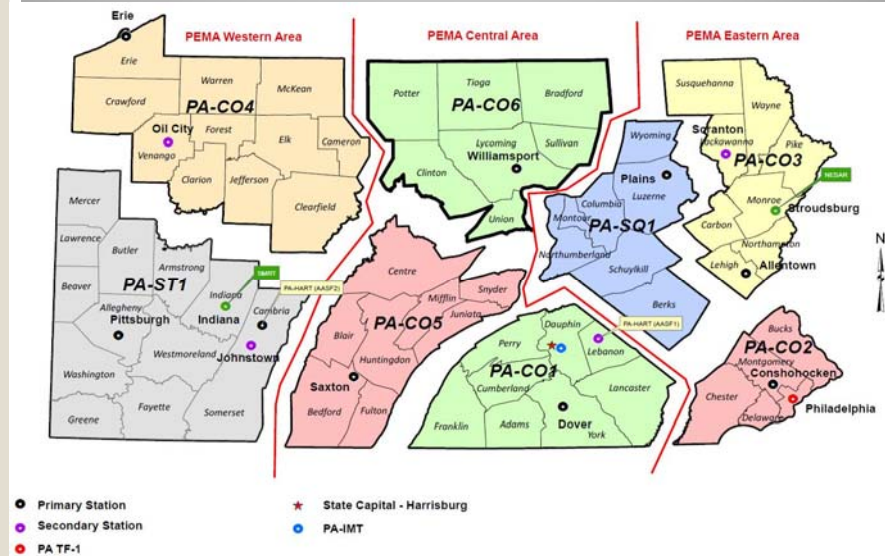 PEMA Western Area
PEMA Central Area
PEMA Eastern Area
Erie
Erie
Crawford
Warren
McKean
PA-CO4
Oil City
Venango
Forest
Elk
Cameron
Clarion
Jefferson
Clearfield
Potter
Tioga
Bradford
PA-CO6
Lycoming
Sullivan
Williamsport
Clinton
Union
Susquehanna
Wayne
Scranton
Lackawanna
Pike
PA-CO3
NESAR
Monroe
Stroudsburg
Carbon
Northampton
Lehigh
Allentown
Wyoming
Plains
Luzerne
Columbia
Montour
PA-SQ1
Northumberland
Schuylkill
Berks
Mercer
Lawrence
Butler
Armstrong
Beaver
PA-ST1
SMRT
Indiana
Indiana
PA-HART (AASF2)
Allegheny
Pittsburgh
Cambria
Johnstown
Westmoreland
Washington
Fayette
Somerset
Greene
Centre
Mifflin
Snyder
Juniata
PA-CO5
Blair
Huntingdon
Saxton
Bedford
Fulton
Dauphin
Perry
PA-HART (AASF1)
Lebanon
PA-CO1
Cumberland
Lancaster
Dover
Franklin
Adams
York
Bucks
PA-CO2
Montgomery
Conshohocken
Chester
Delaware
Philadelphia
N
Primary Station
Secondary Station
PA TF-1
State Capital - Harrisburg
PA-IMT